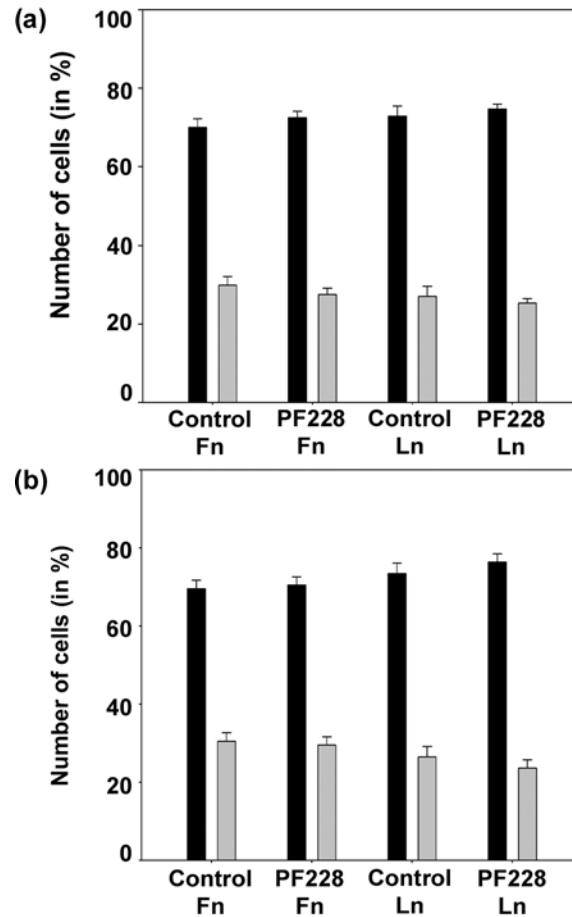 (a)
Number of cells (in %)
100
80
60
40
20
0
Control PF228 Control PF228
Fn Fn Ln Ln
(b)
Number of cells (in %)
100
80
60
40
20
0
Control PF228 Control PF228
Fn Fn Ln Ln